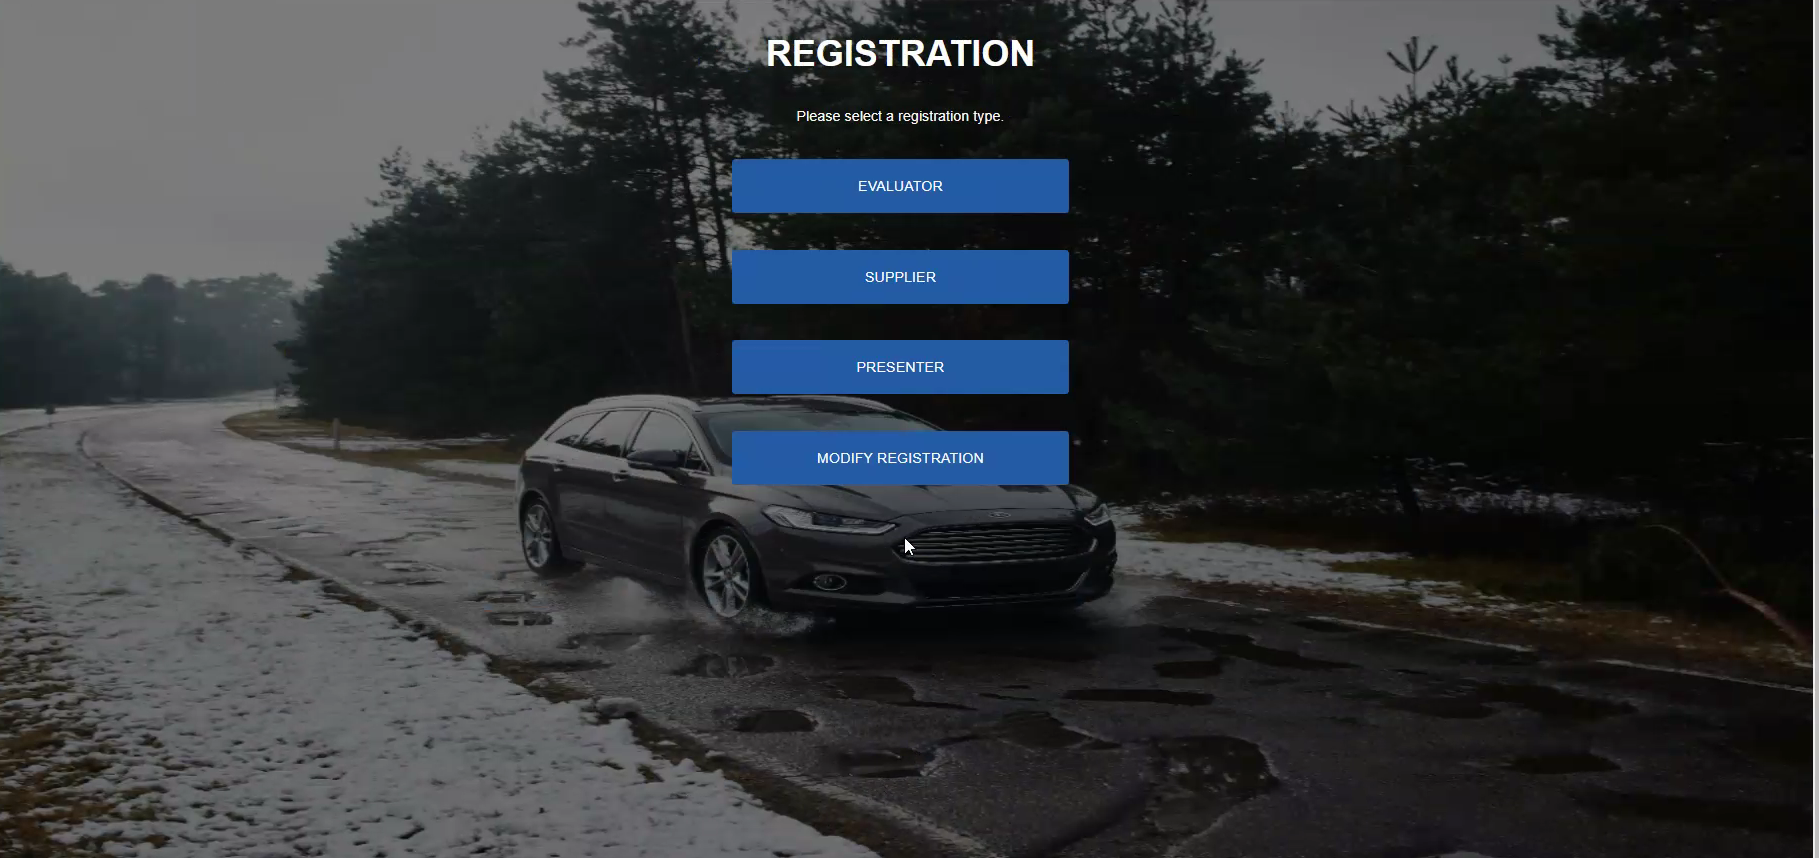 REGISTRATION
Please select a registration type.
EVALUATOR
SUPPLIER
PRESENTER
MODIFY REGISTRATION